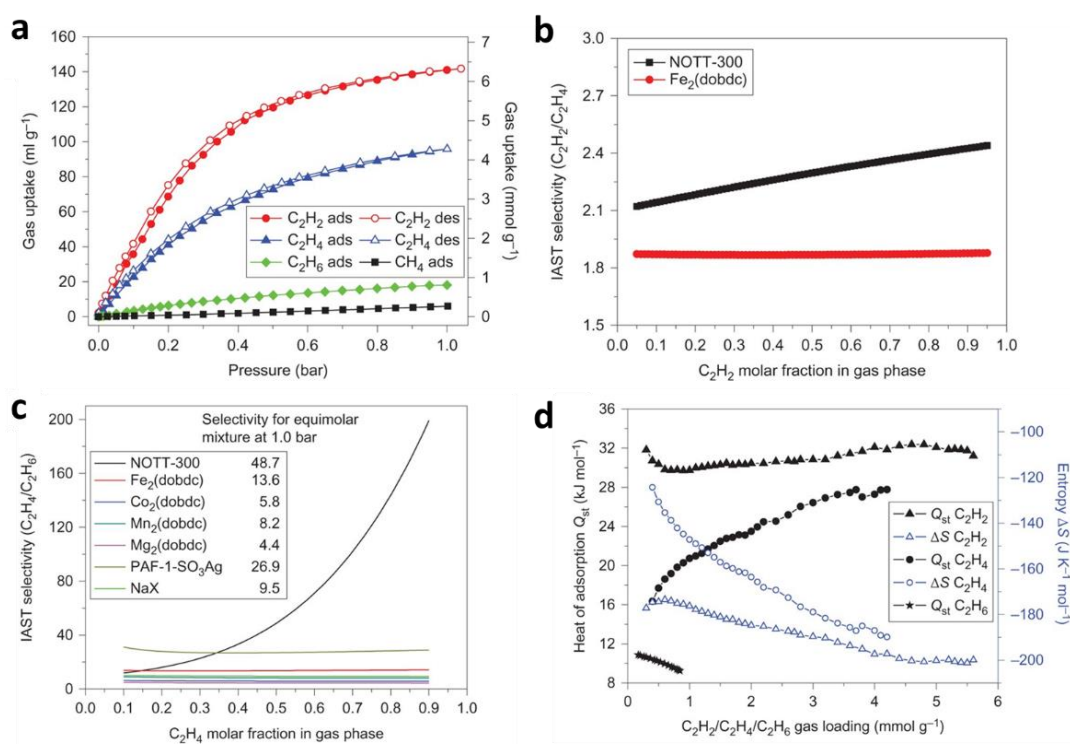 a
160
140
120
100
80
60
40
20
0
7
6
5
4
3
2
1
0
Gas uptake (ml g⁻¹)
Gas uptake (mmol g⁻¹)
C₂H₂ ads
C₂H₂ des
C₂H₄ ads
C₂H₄ des
C₂H₆ ads
CH₄ ads
0.0 0.2 0.4 0.6 0.8 1.0
Pressure (bar)
b
3.0
2.7
2.4
2.1
1.8
1.5
IAST selectivity (C₂H₂/C₂H₄)
NOTT-300
Fe₂(dobdc)
0.0 0.1 0.2 0.3 0.4 0.5 0.6 0.7 0.8 0.9 1.0
C₂H₂ molar fraction in gas phase
c
200
160
120
80
40
0
IAST selectivity (C₂H₄/C₂H₆)
Selectivity for equimolar
mixture at 1.0 bar
NOTT-300 48.7
Fe₂(dobdc) 13.6
Co₂(dobdc) 5.8
Mn₂(dobdc) 8.2
Mg₂(dobdc) 4.4
PAF-1-SO₃Ag 26.9
NaX 9.5
0.0 0.1 0.2 0.3 0.4 0.5 0.6 0.7 0.8 0.9 1.0
C₂H₄ molar fraction in gas phase
d
36
32
28
24
20
16
12
8
Heat of adsorption Qst (kJ mol⁻¹)
−100
−120
−140
−160
−180
−200
Entropy ΔS (J K⁻¹ mol⁻¹)
Qst C₂H₂
ΔS C₂H₂
Qst C₂H₄
ΔS C₂H₄
Qst C₂H₆
0 1 2 3 4 5 6
C₂H₂/C₂H₄/C₂H₆ gas loading (mmol g⁻¹)